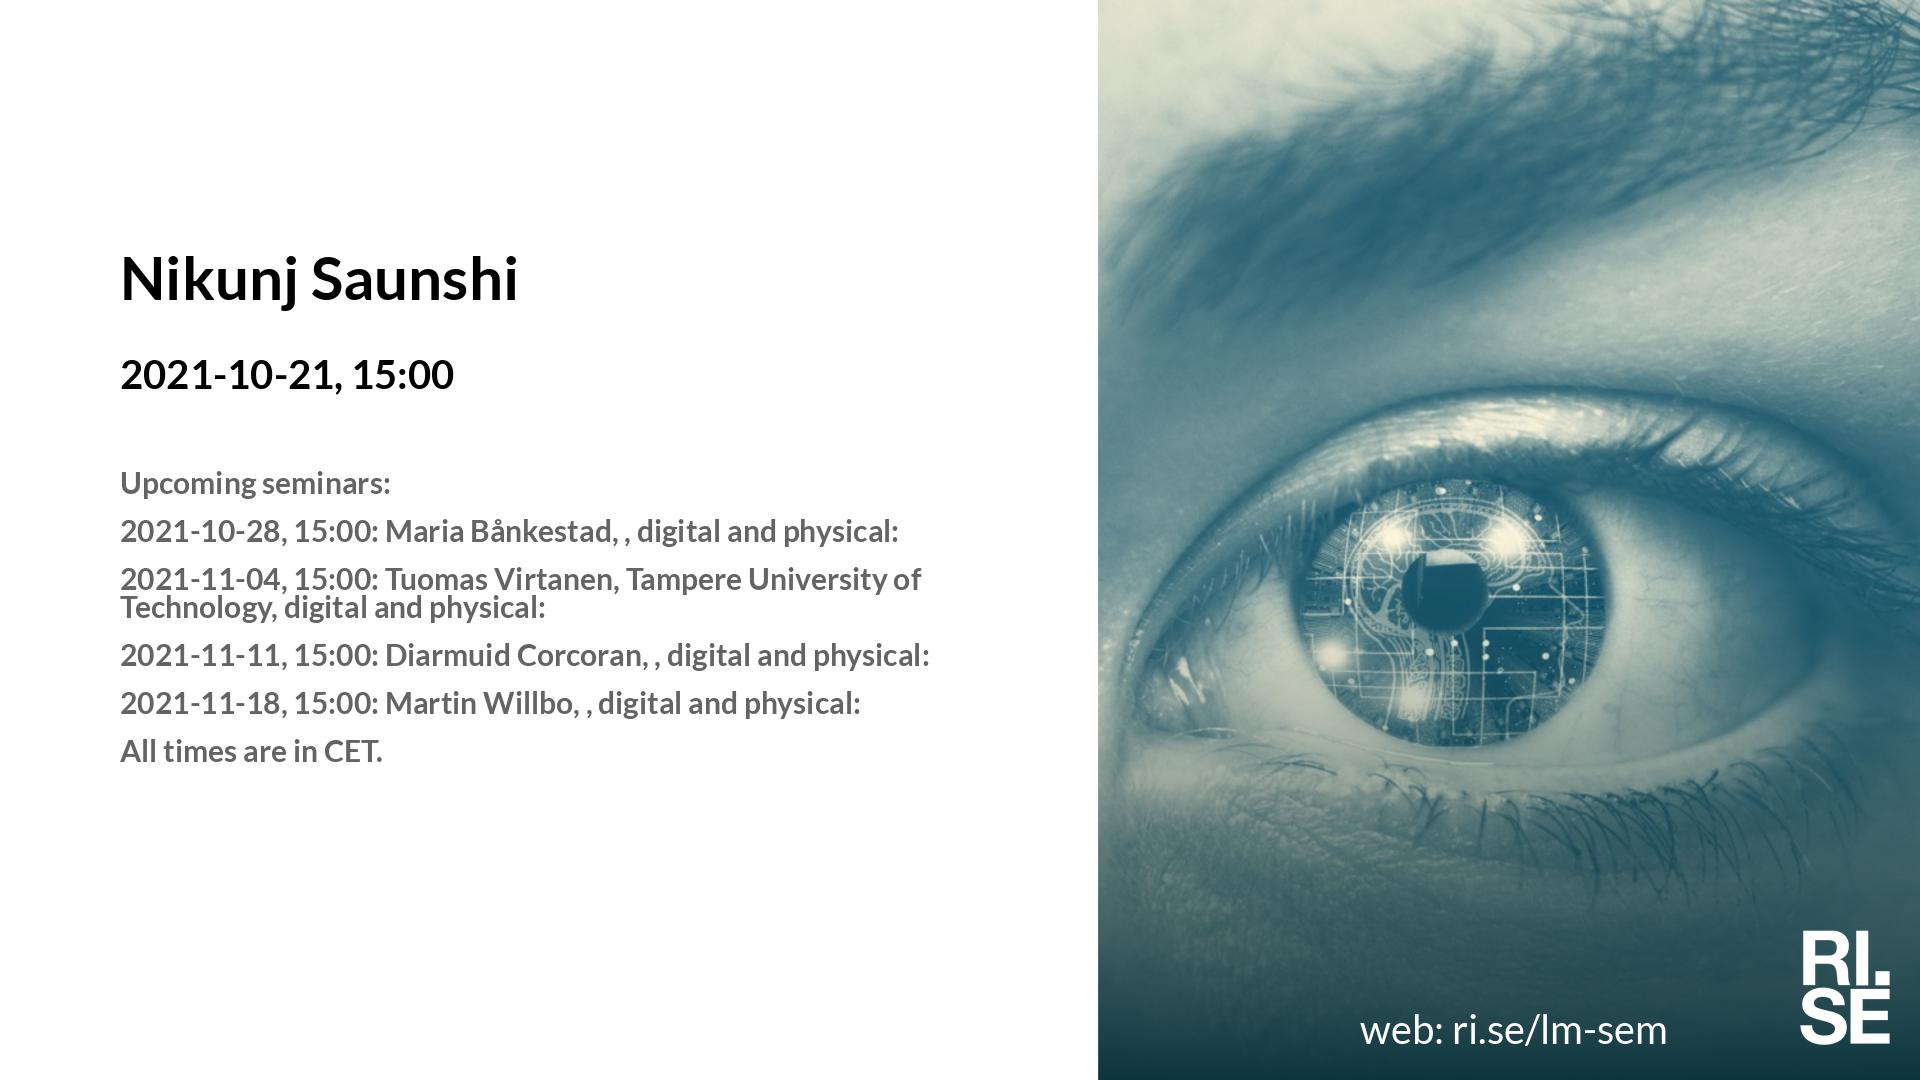 Nikunj Saunshi
2021-10-21, 15:00
Upcoming seminars:
2021-10-28, 15:00: Maria Bånkestad, , digital and physical:
2021-11-04, 15:00: Tuomas Virtanen, Tampere University of
Technology, digital and physical:
2021-11-11, 15:00: Diarmuid Corcoran, , digital and physical:
2021-11-18, 15:00: Martin Willbo, , digital and physical:
All times are in CET.
web: ri.se/lm-sem
RI.
SE